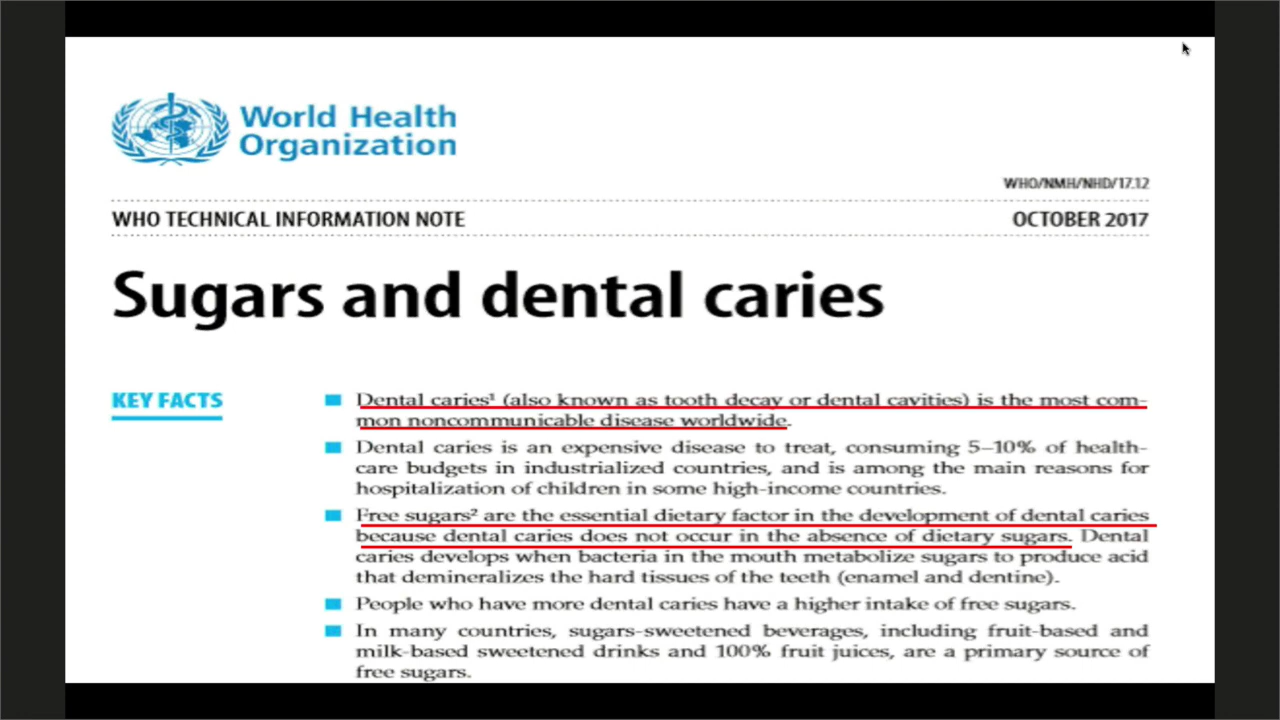 World Health
Organization
WHO/NMH/NHD/17.12
WHO TECHNICAL INFORMATION NOTE OCTOBER 2017
Sugars and dental caries
KEY FACTS
Dental caries¹ (also known as tooth decay or dental cavities) is the most com-
mon noncommunicable disease worldwide.
Dental caries is an expensive disease to treat, consuming 5–10% of health-
care budgets in industrialized countries, and is among the main reasons for
hospitalization of children in some high-income countries.
Free sugars² are the essential dietary factor in the development of dental caries
because dental caries does not occur in the absence of dietary sugars. Dental
caries develops when bacteria in the mouth metabolize sugars to produce acid
that demineralizes the hard tissues of the teeth (enamel and dentine).
People who have more dental caries have a higher intake of free sugars.
In many countries, sugars-sweetened beverages, including fruit-based and
milk-based sweetened drinks and 100% fruit juices, are a primary source of
free sugars.